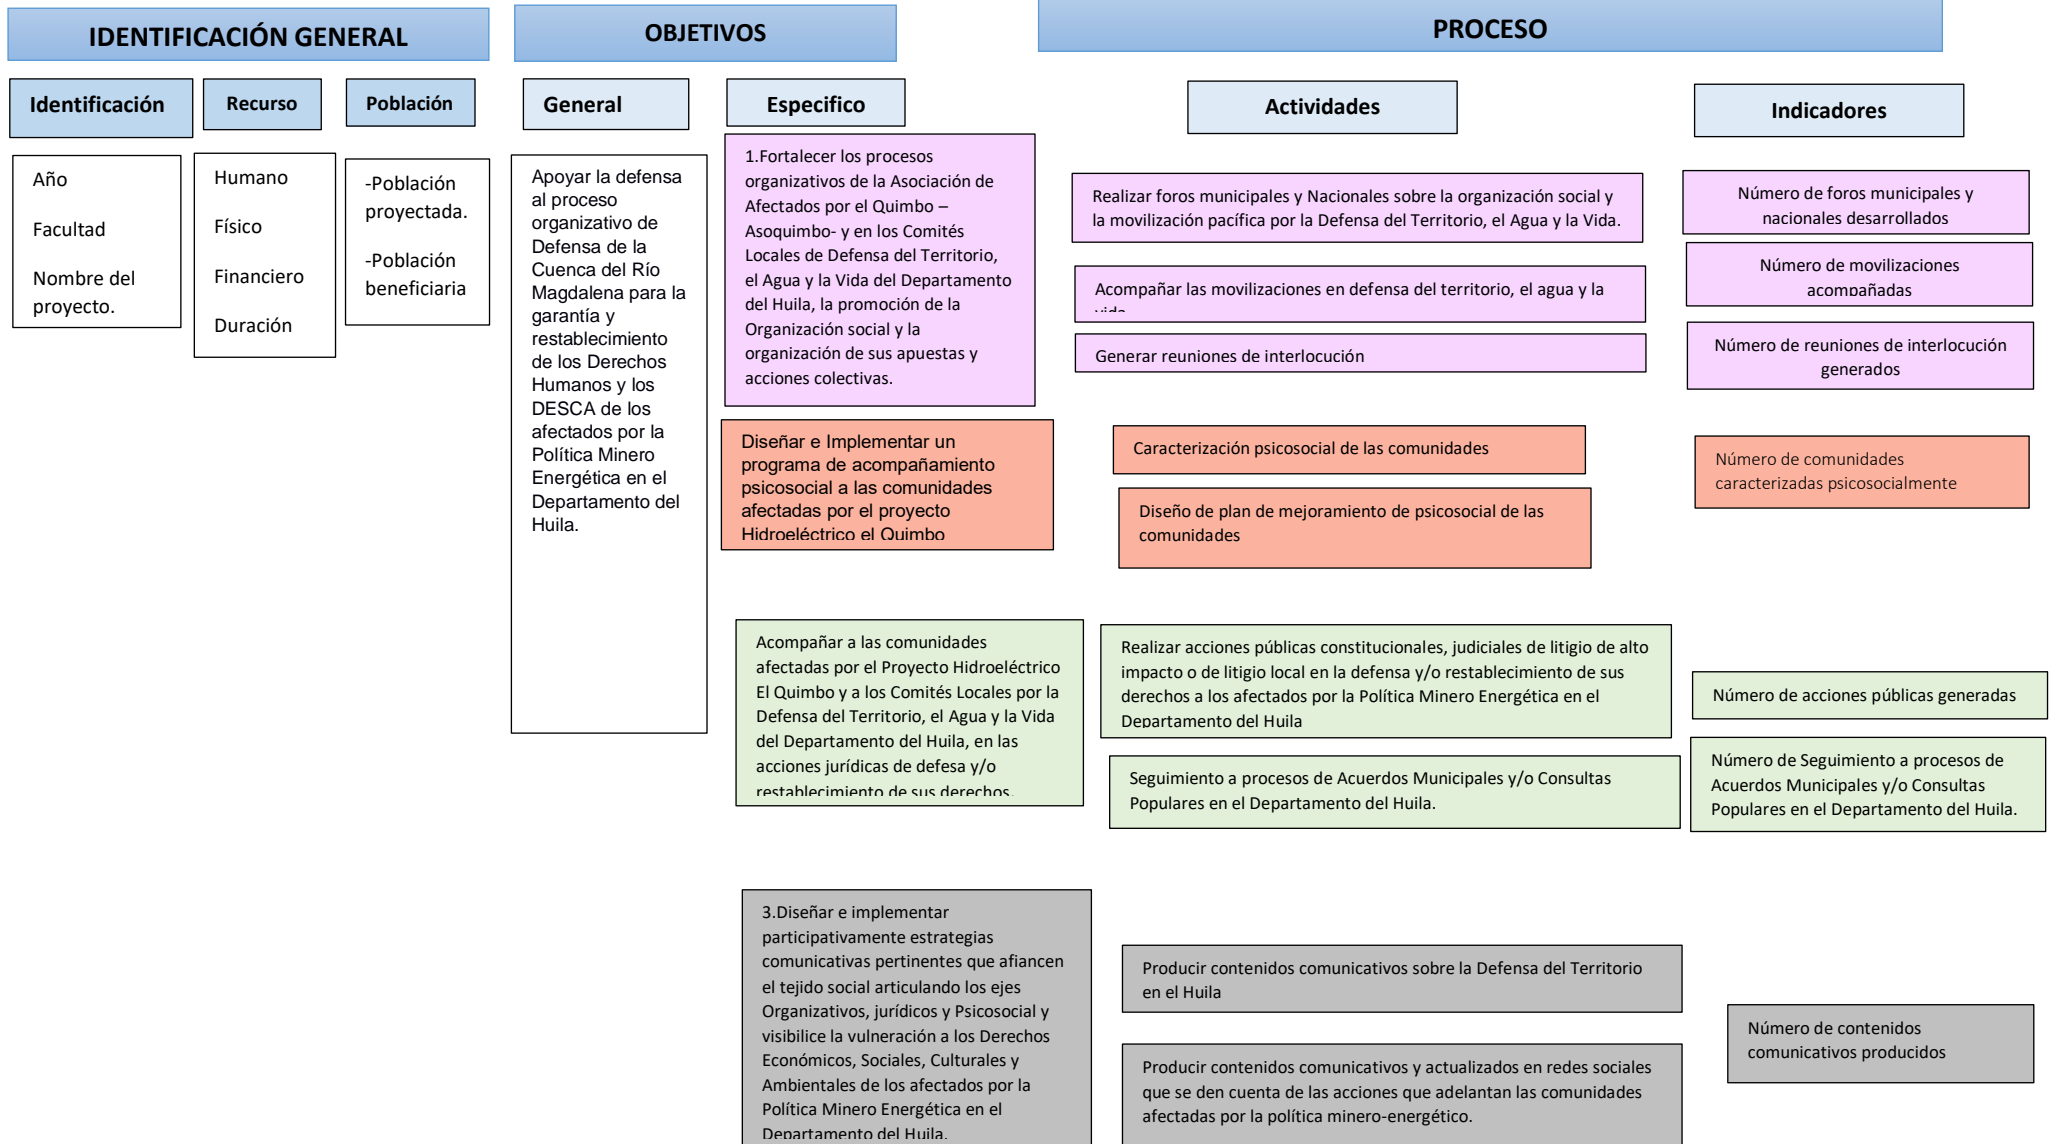 IDENTIFICACIÓN GENERAL
OBJETIVOS
PROCESO
Identificación
Recurso
Población
General
Especifico
Actividades
Indicadores
Año
Facultad
Nombre del
proyecto.
Humano
Físico
Financiero
Duración
-Población
proyectada.
-Población
beneficiaria
Apoyar la defensa
al proceso
organizativo de
Defensa de la
Cuenca del Río
Magdalena para la
garantía y
restablecimiento
de los Derechos
Humanos y los
DESCA de los
afectados por la
Política Minero
Energética en el
Departamento del
Huila.
1.Fortalecer los procesos
organizativos de la Asociación de
Afectados por el Quimbo –
Asoquimbo- y en los Comités
Locales de Defensa del Territorio,
el Agua y la Vida del Departamento
del Huila, la promoción de la
Organización social y la
organización de sus apuestas y
acciones colectivas.
Realizar foros municipales y Nacionales sobre la organización social y
la movilización pacífica por la Defensa del Territorio, el Agua y la Vida.
Acompañar las movilizaciones en defensa del territorio, el agua y la
vida
Generar reuniones de interlocución
Número de foros municipales y
nacionales desarrollados
Número de movilizaciones
acompañadas
Número de reuniones de interlocución
generados
Diseñar e Implementar un
programa de acompañamiento
psicosocial a las comunidades
afectadas por el proyecto
Hidroeléctrico el Quimbo
Caracterización psicosocial de las comunidades
Diseño de plan de mejoramiento de psicosocial de las
comunidades
Número de comunidades
caracterizadas psicosocialmente
Acompañar a las comunidades
afectadas por el Proyecto Hidroeléctrico
El Quimbo y a los Comités Locales por la
Defensa del Territorio, el Agua y la Vida
del Departamento del Huila, en las
acciones jurídicas de defesa y/o
restablecimiento de sus derechos.
Realizar acciones públicas constitucionales, judiciales de litigio de alto
impacto o de litigio local en la defensa y/o restablecimiento de sus
derechos a los afectados por la Política Minero Energética en el
Departamento del Huila
Seguimiento a procesos de Acuerdos Municipales y/o Consultas
Populares en el Departamento del Huila.
Número de acciones públicas generadas
Número de Seguimiento a procesos de
Acuerdos Municipales y/o Consultas
Populares en el Departamento del Huila.
3.Diseñar e implementar
participativamente estrategias
comunicativas pertinentes que afiancen
el tejido social articulando los ejes
Organizativos, jurídicos y Psicosocial y
visibilice la vulneración a los Derechos
Económicos, Sociales, Culturales y
Ambientales de los afectados por la
Política Minero Energética en el
Departamento del Huila.
Producir contenidos comunicativos sobre la Defensa del Territorio
en el Huila
Producir contenidos comunicativos y actualizados en redes sociales
que se den cuenta de las acciones que adelantan las comunidades
afectadas por la política minero-energético.
Número de contenidos
comunicativos producidos